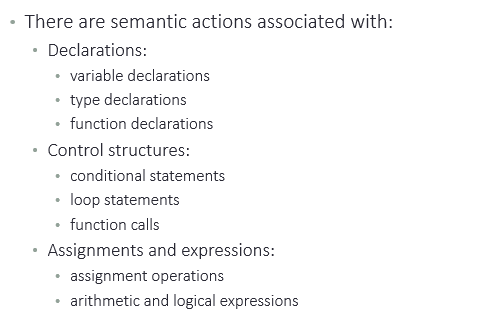 • There are semantic actions associated with:
• Declarations:
• variable declarations
• type declarations
• function declarations
• Control structures:
• conditional statements
• loop statements
• function calls
• Assignments and expressions:
• assignment operations
• arithmetic and logical expressions